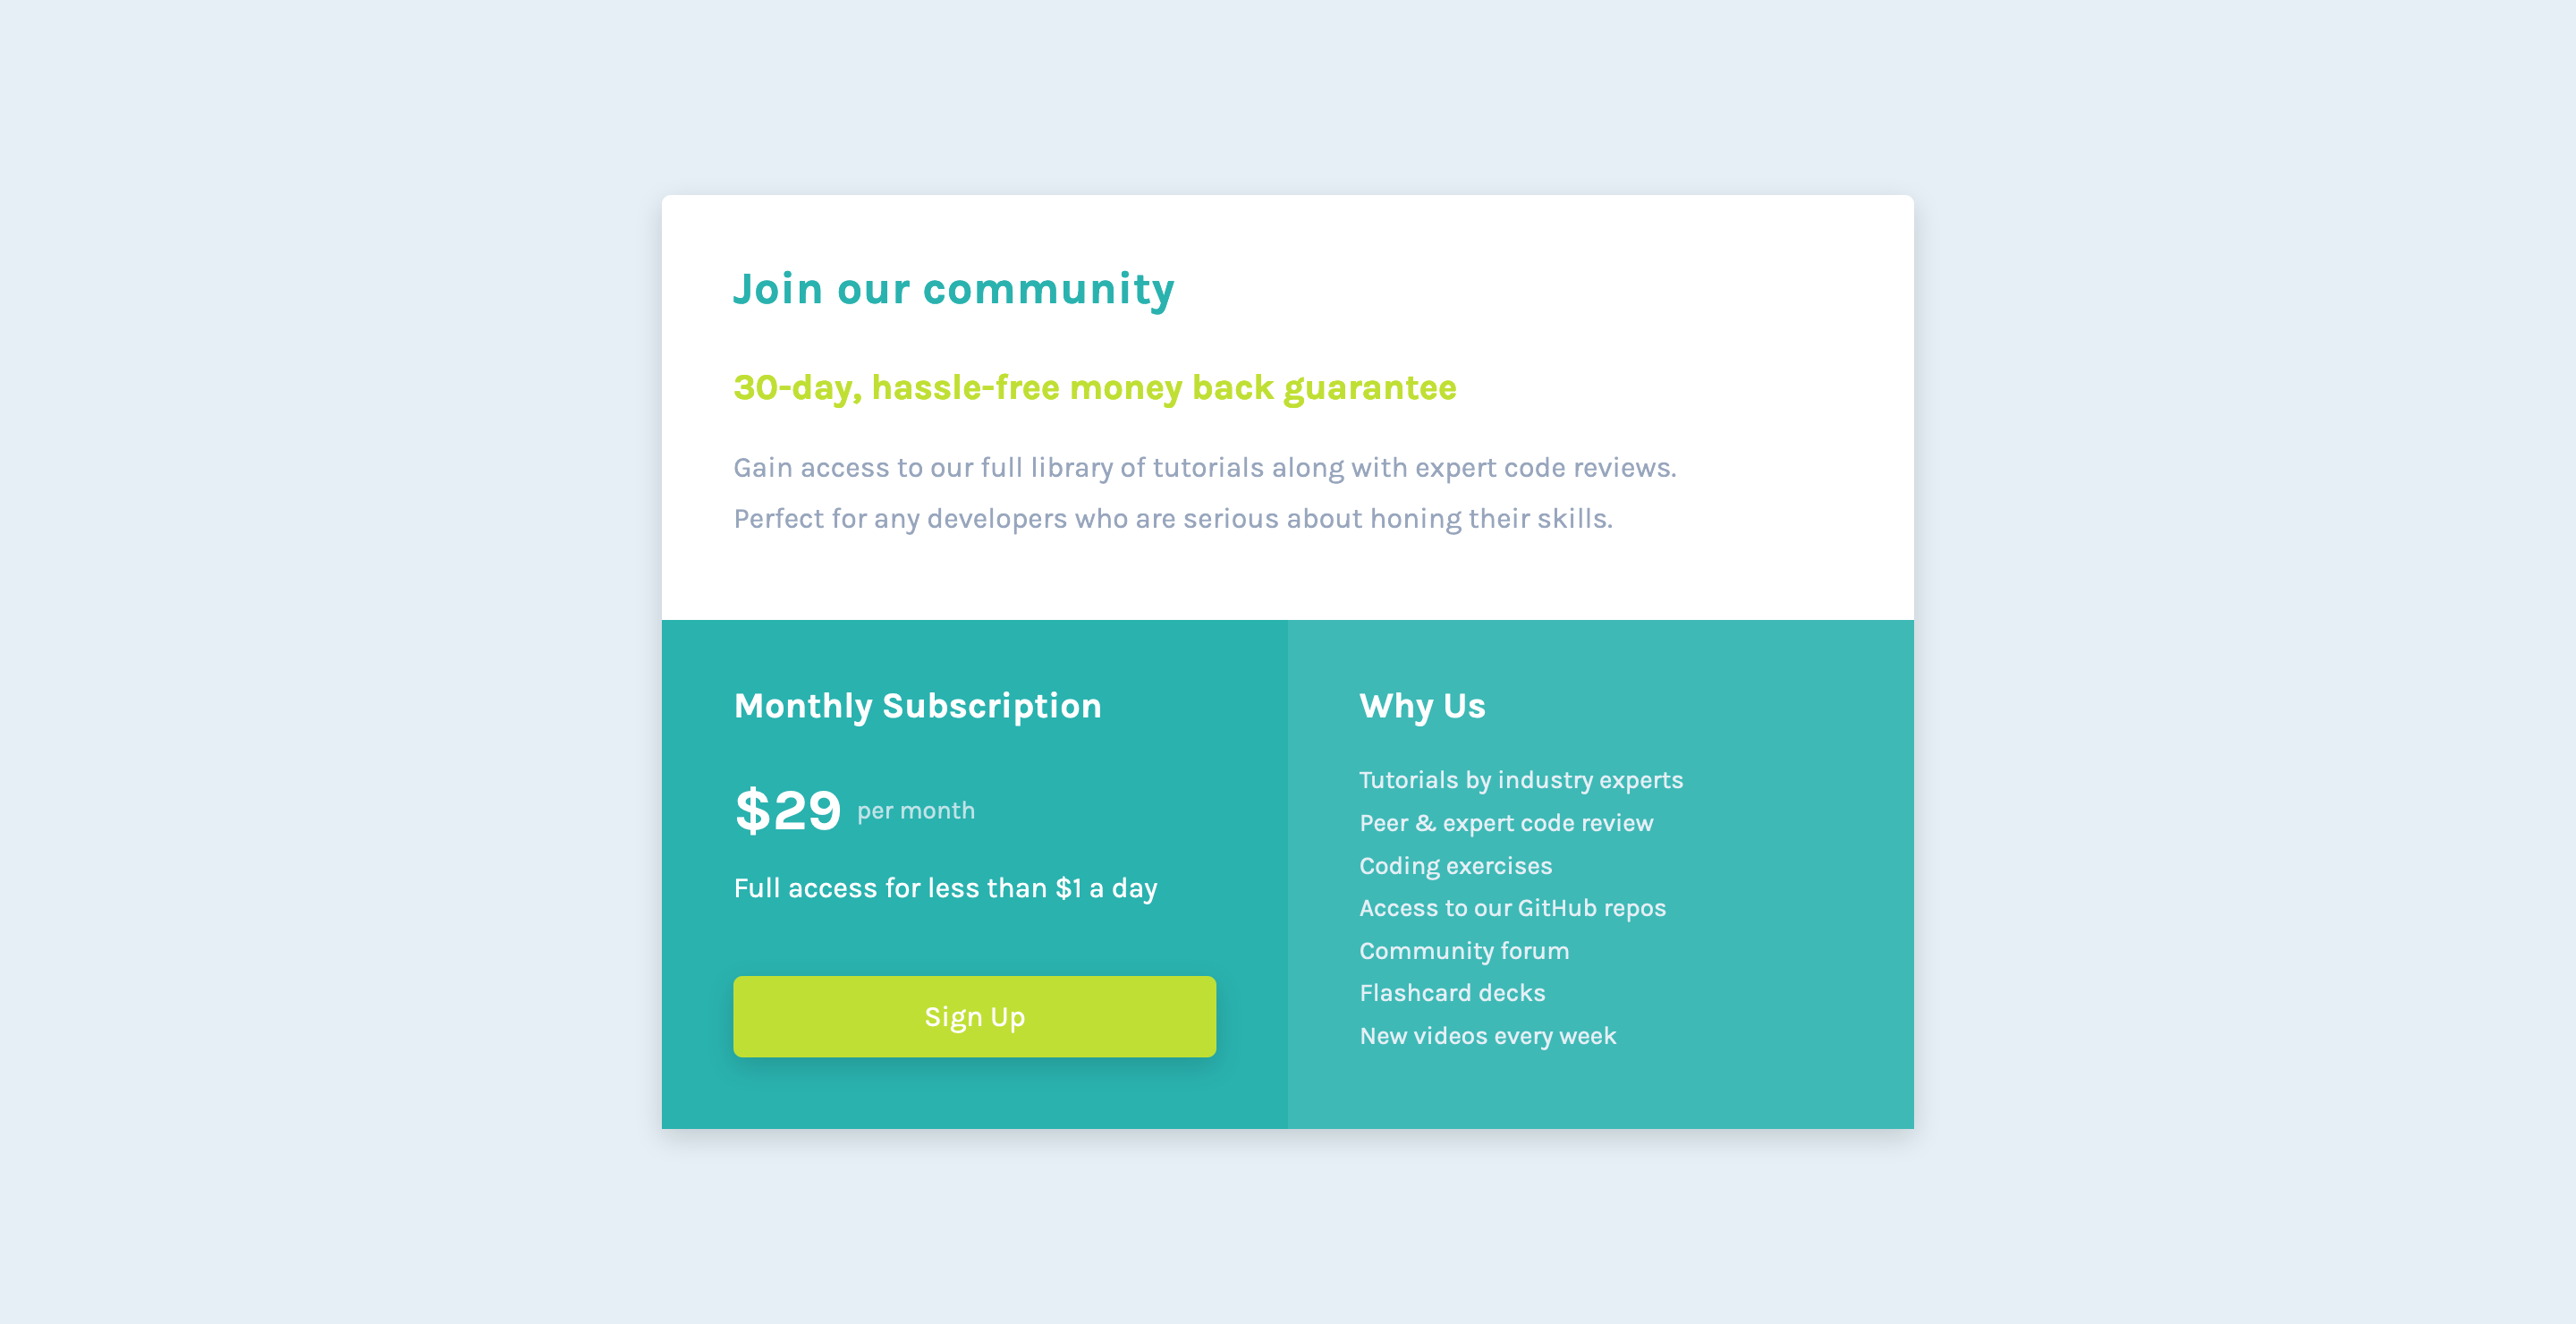 Join our community
30-day, hassle-free money back guarantee
Gain access to our full library of tutorials along with expert code reviews.
Perfect for any developers who are serious about honing their skills.
Monthly Subscription
$29 per month
Full access for less than $1 a day
Sign Up
Why Us
Tutorials by industry experts
Peer & expert code review
Coding exercises
Access to our GitHub repos
Community forum
Flashcard decks
New videos every week